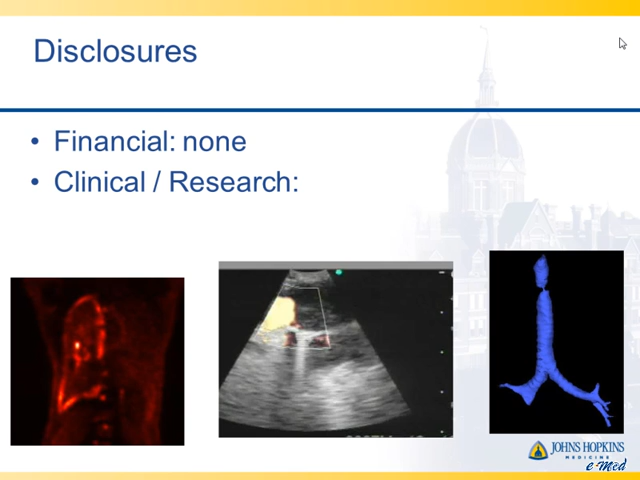 Disclosures
• Financial: none
• Clinical / Research:
JOHNS HOPKINS
MEDICINE
e-Med